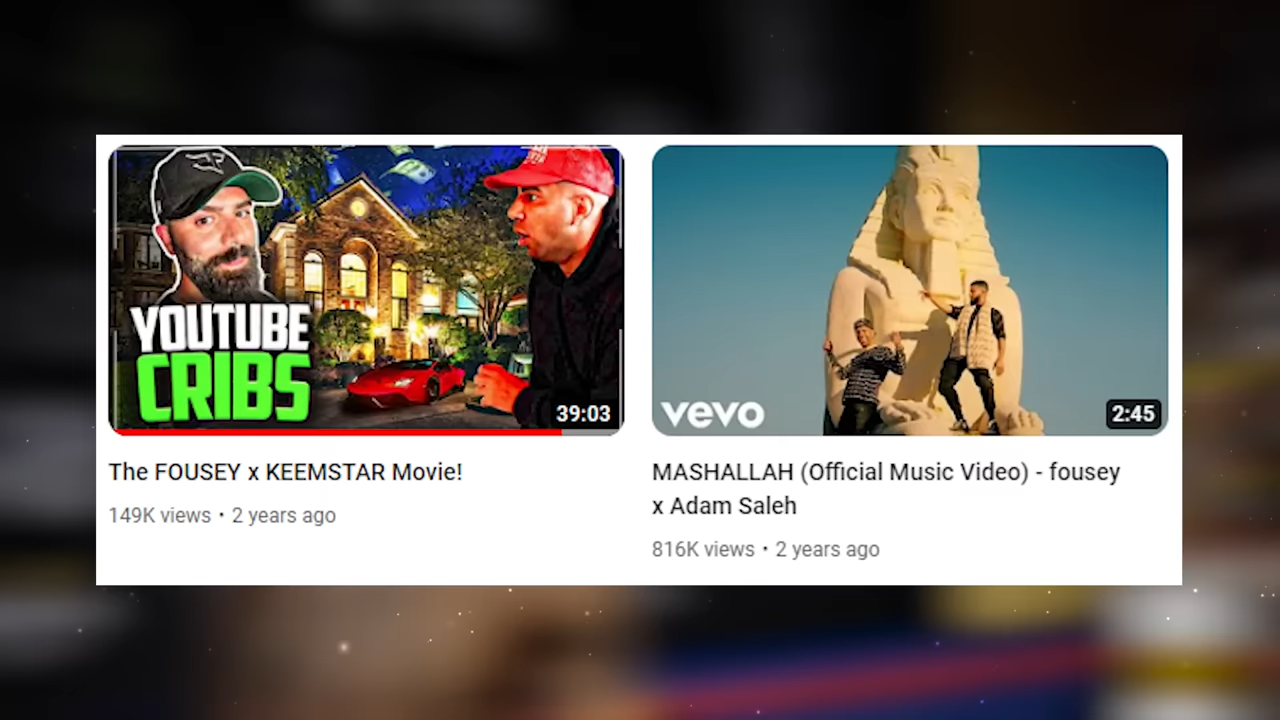 YOUTUBE
CRIBS
39:03
The FOUSEY x KEEMSTAR Movie!
149K views • 2 years ago
vevo
2:45
MASHALLAH (Official Music Video) - fousey
x Adam Saleh
816K views • 2 years ago